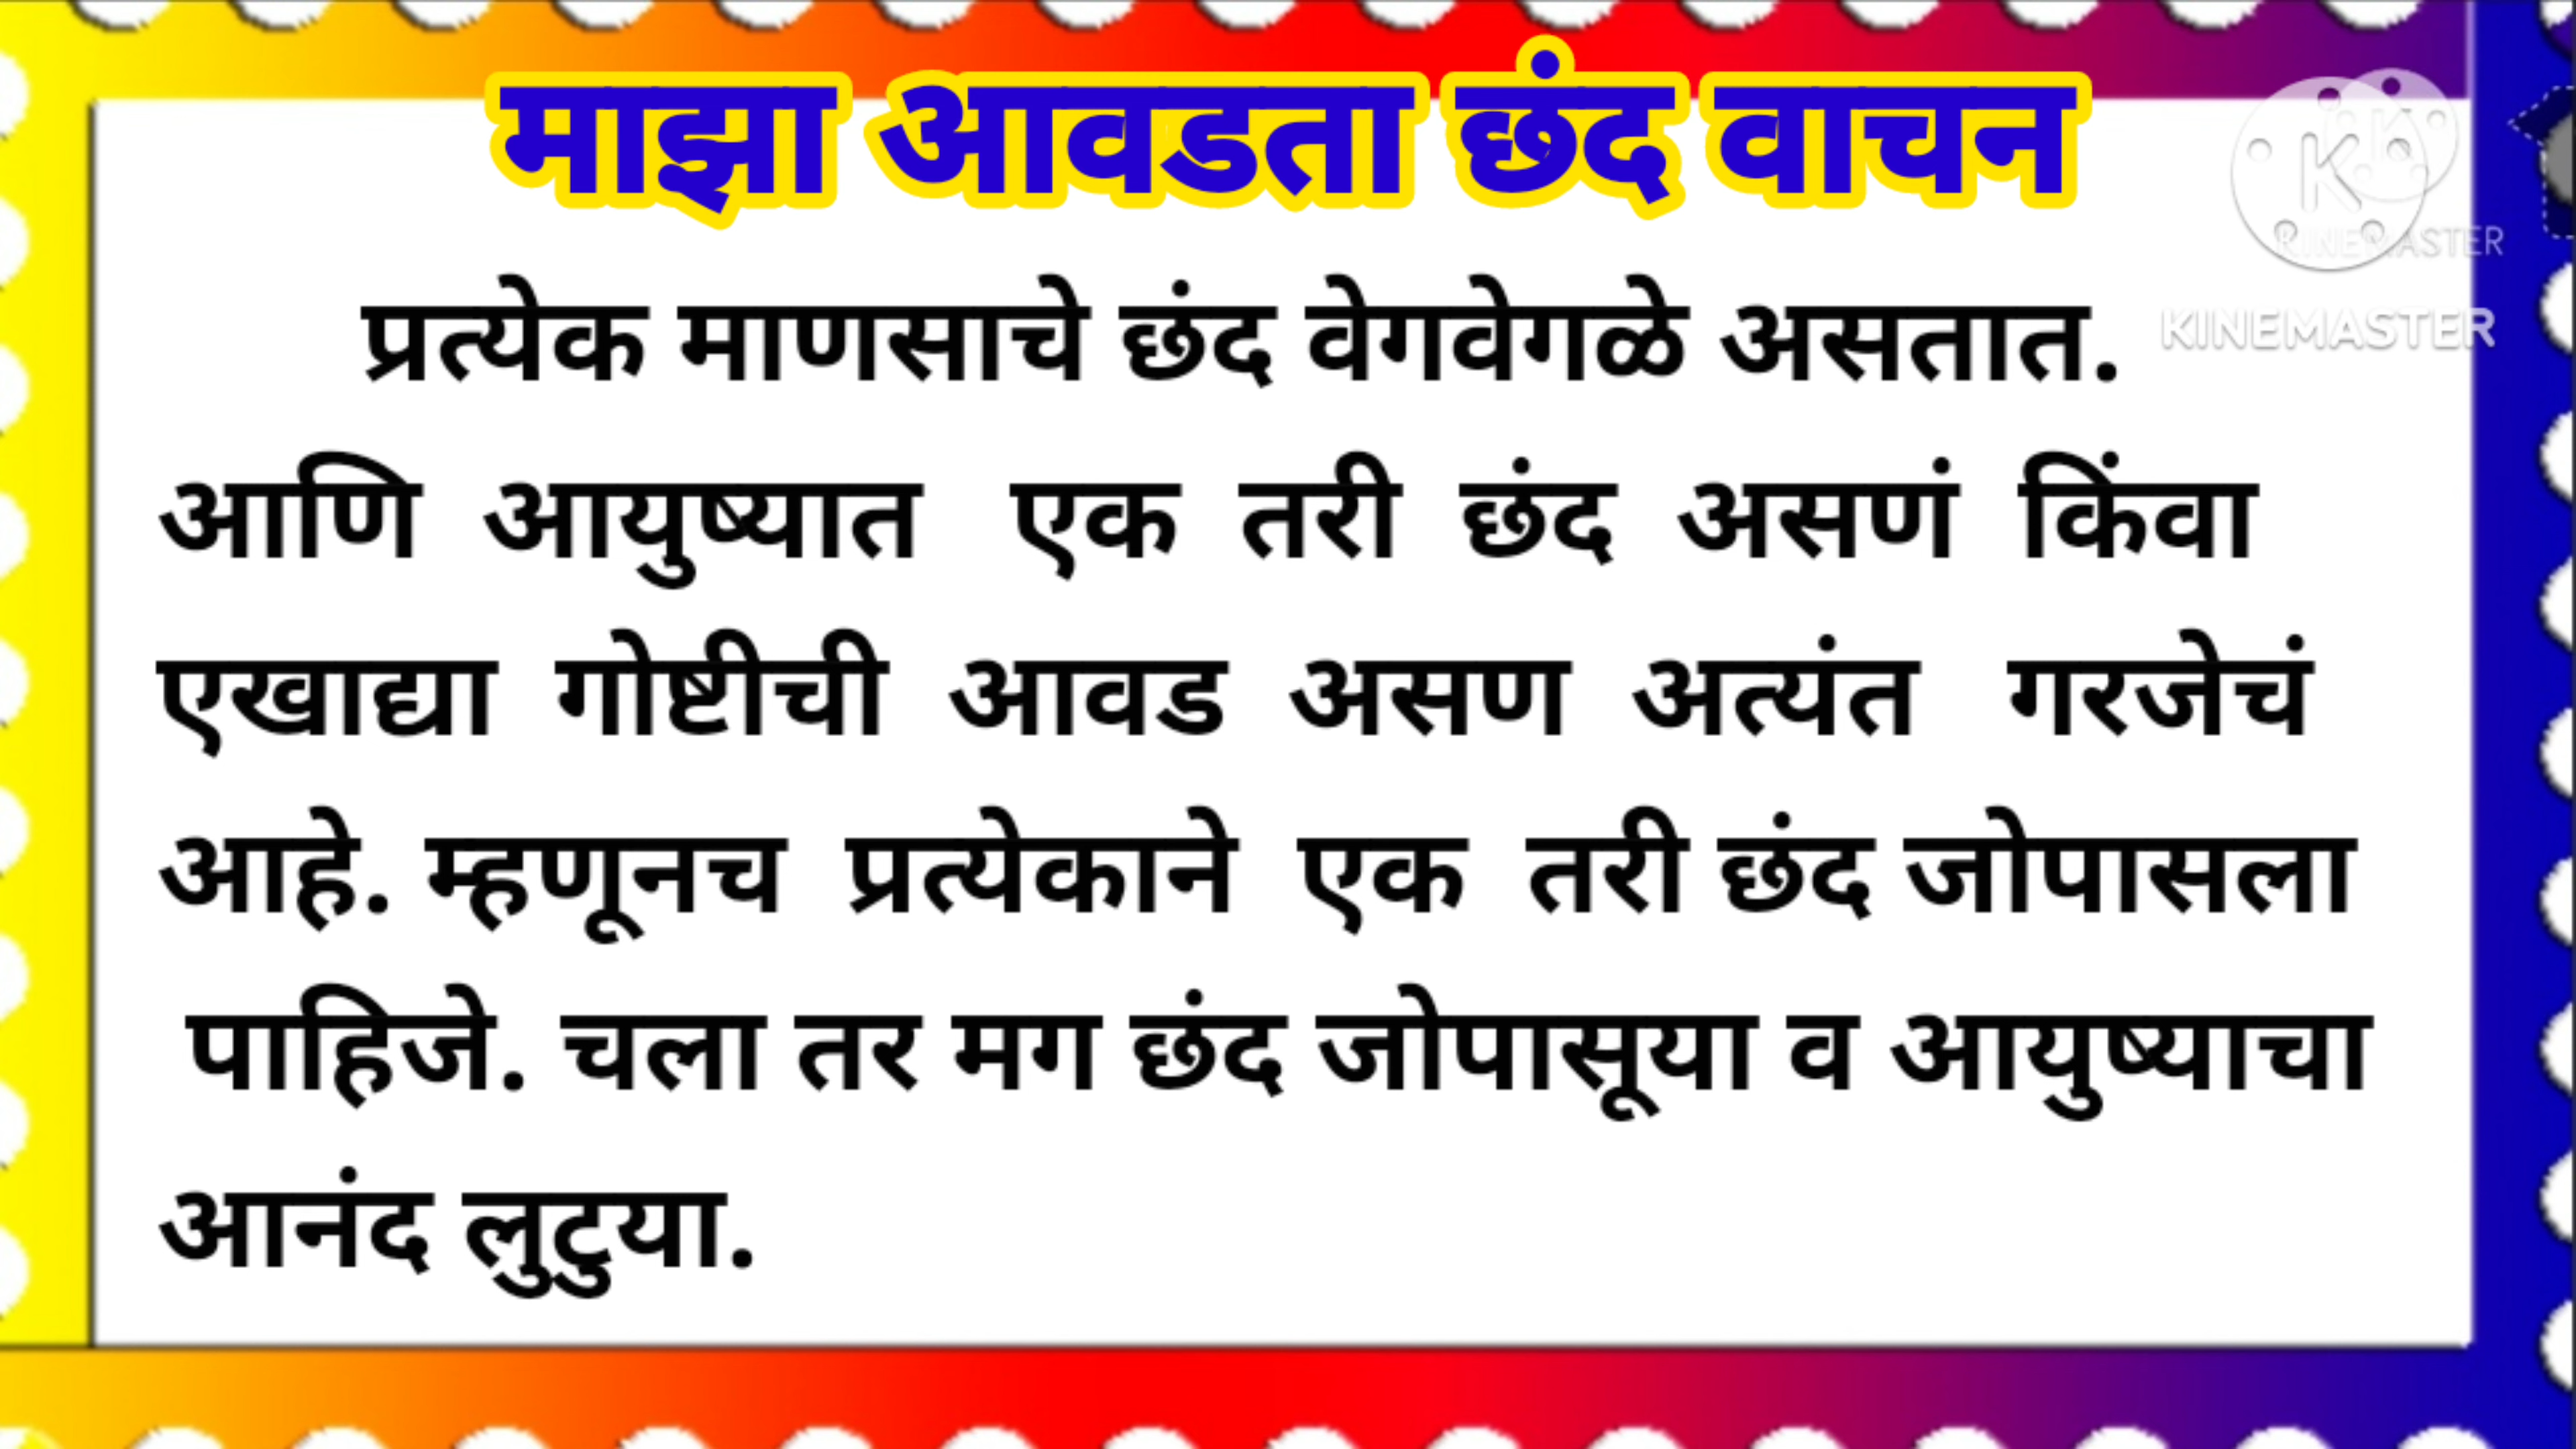 माझा आवडता छंद वाचन
प्रत्येक माणसाचे छंद वेगवेगळे असतात.
आणि आयुष्यात एक तरी छंद असणं किंवा
एखाद्या गोष्टीची आवड असण अत्यंत गरजेचं
आहे. म्हणूनच प्रत्येकाने एक तरी छंद जोपासला
पाहिजे. चला तर मग छंद जोपासूया व आयुष्याचा
आनंद लुटुया.
K
K
KINEMASTER
KINEMASTER